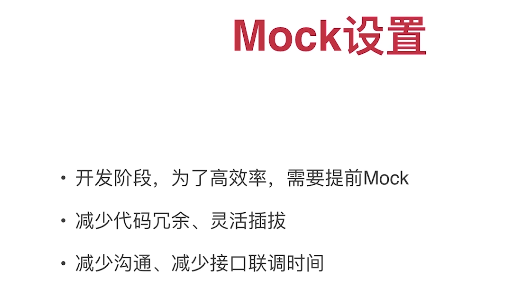 Mock设置
• 开发阶段，为了高效率，需要提前Mock
• 减少代码冗余、灵活插拔
• 减少沟通、减少接口联调时间